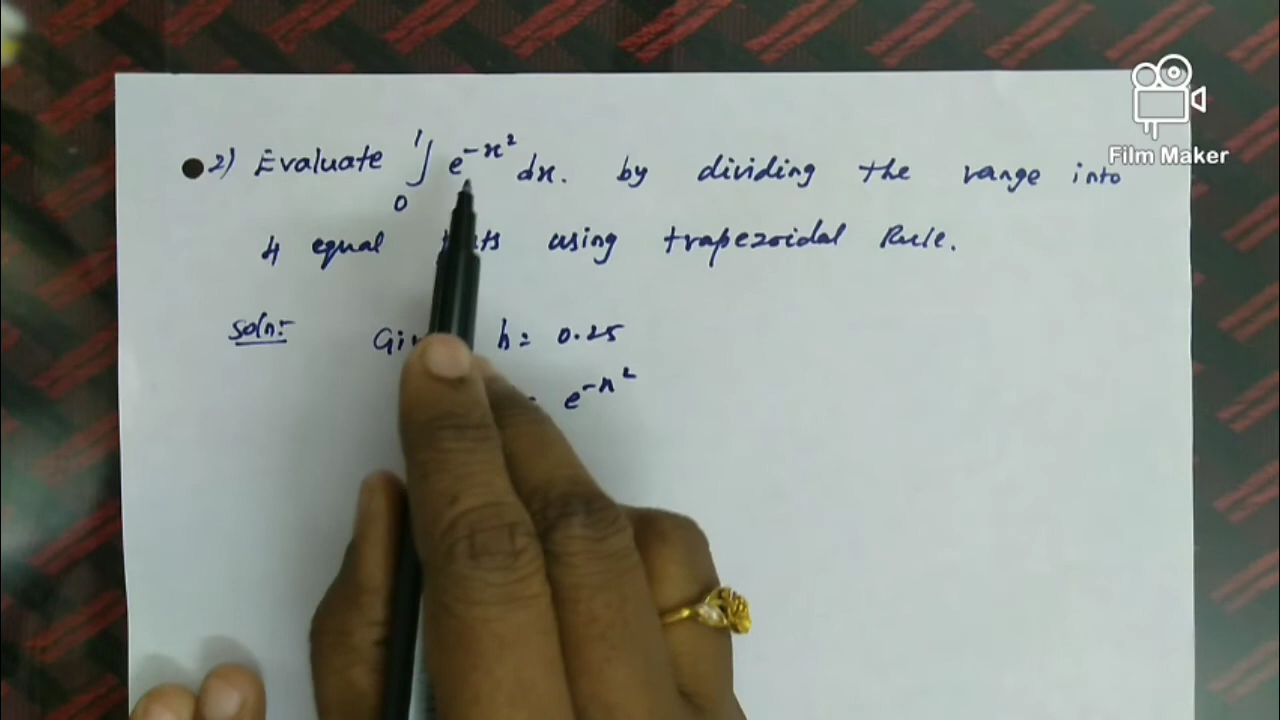 2) Evaluate ∫₀¹ e^{-x²} dx. by dividing the range into
4 equal using trapezoidal Rule.
Soln:- h = 0.25
= e^{-x²}
Film Maker